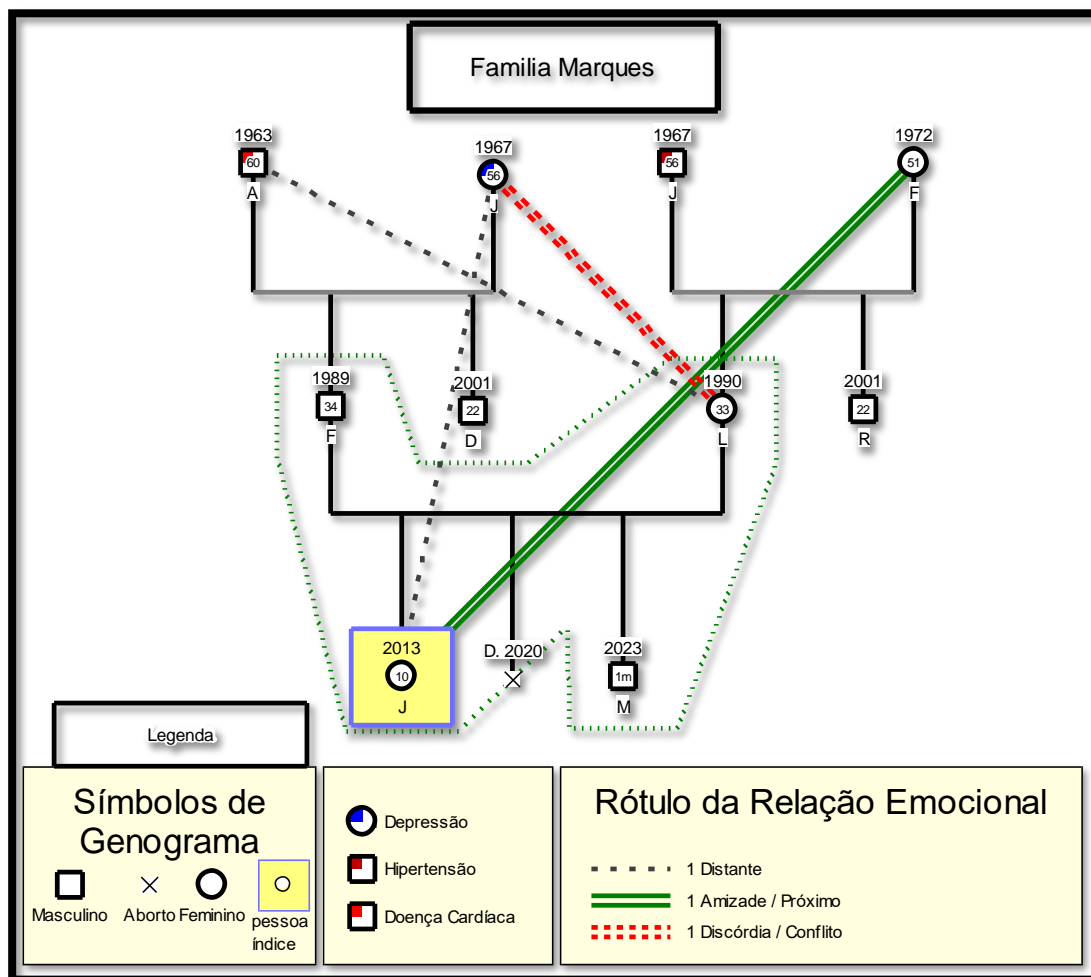 Familia Marques
1963
60
A
1967
56
J
1967
56
J
1972
51
F
1989
34
F
2001
22
D
1990
33
L
2001
22
R
2013
10
J
D. 2020
2023
1m
M
Legenda
Símbolos de
Genograma
Masculino
Aborto
Feminino
pessoa
índice
Depressão
Hipertensão
Doença Cardíaca
Rótulo da Relação Emocional
1 Distante
1 Amizade / Próximo
1 Discórdia / Conflito